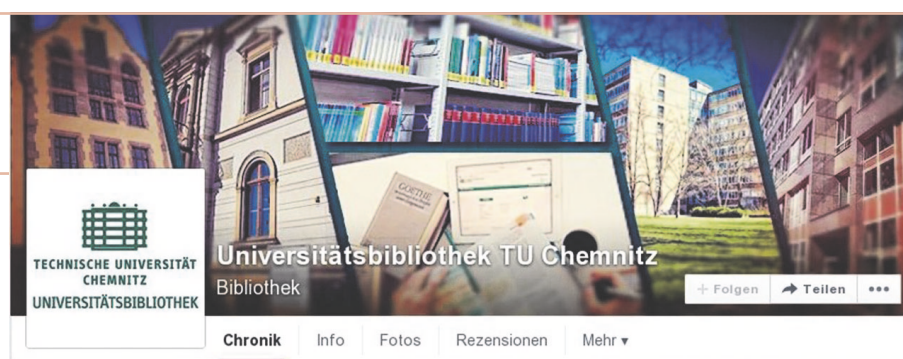 GOETHE
TECHNISCHE UNIVERSITÄT
CHEMNITZ
UNIVERSITÄTSBIBLIOTHEK
Universitätsbibliothek TU Chemnitz
Bibliothek
+ Folgen
Teilen
•••
Chronik Info Fotos Rezensionen Mehr ▾